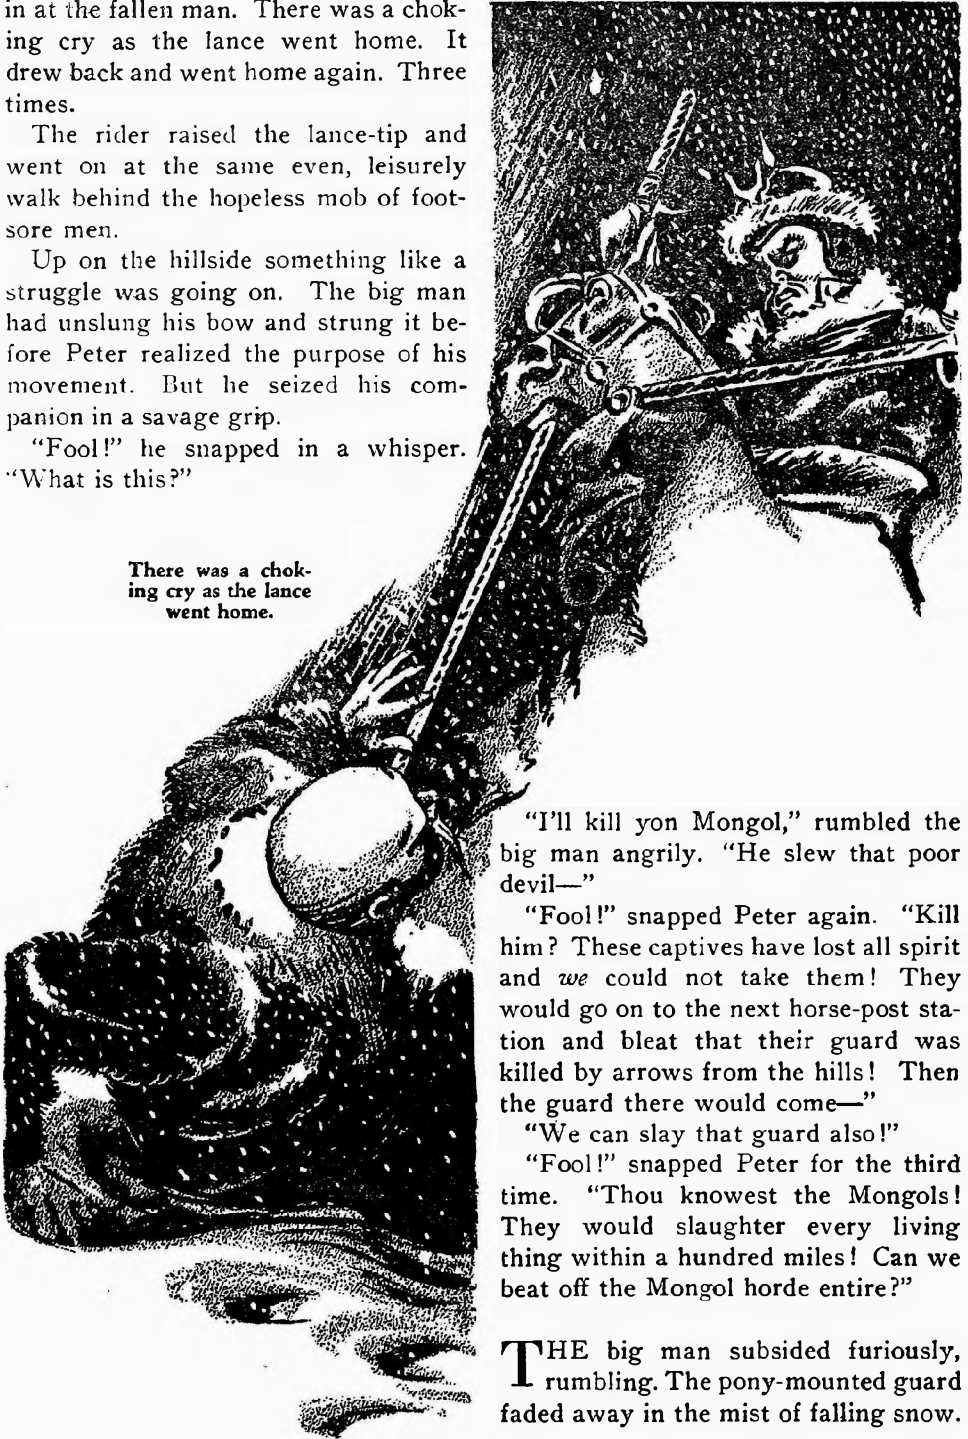 in at the fallen man. There was a chok-
ing cry as the lance went home. It
drew back and went home again. Three
times.
The rider raised the lance-tip and
went on at the same even, leisurely
walk behind the hopeless mob of foot-
sore men.
Up on the hillside something like a
struggle was going on. The big man
had unslung his bow and strung it be-
fore Peter realized the purpose of his
movement. But he seized his com-
panion in a savage grip.
“Fool!” he snapped in a whisper.
“What is this?”
There was a chok-
ing cry as the lance
went home.
“I’ll kill yon Mongol,” rumbled the
big man angrily. “He slew that poor
devil—”
“Fool!” snapped Peter again. “Kill
him? These captives have lost all spirit
and we could not take them! They
would go on to the next horse-post sta-
tion and bleat that their guard was
killed by arrows from the hills! Then
the guard there would come—”
“We can slay that guard also!”
“Fool!” snapped Peter for the third
time. “Thou knowest the Mongols!
They would slaughter every living
thing within a hundred miles! Can we
beat off the Mongol horde entire?”
THE big man subsided furiously,
rumbling. The pony-mounted guard
faded away in the mist of falling snow.